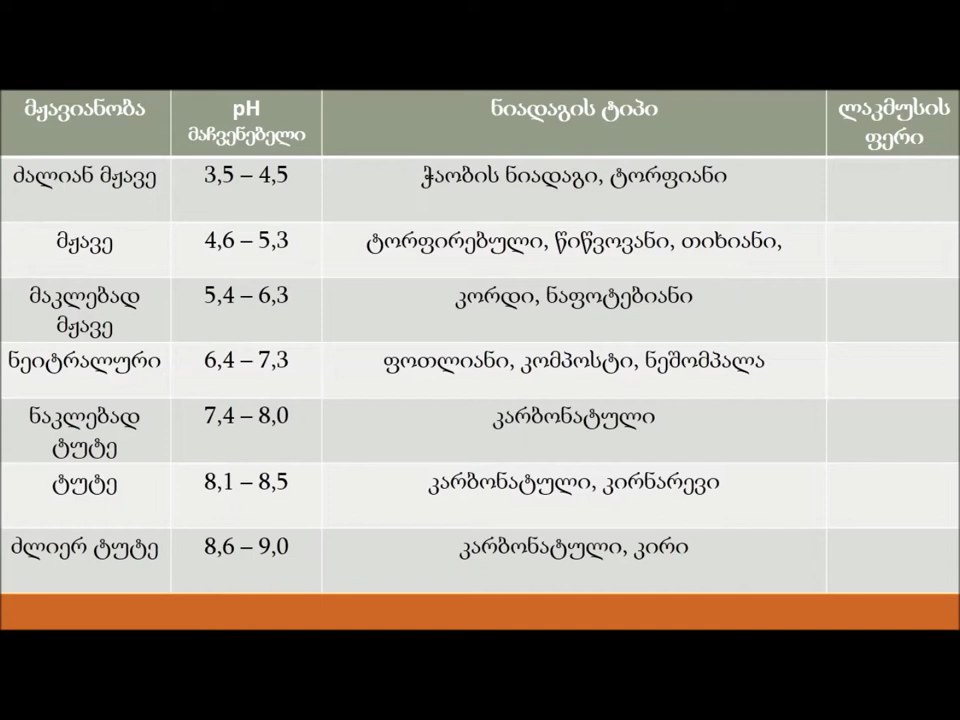 მჟავიანობა pH მაჩვენებელი ნიადაგის ტიპი ლაკმუსის ფერი
ძალიან მჟავე 3,5 – 4,5 ჭაობის ნიადაგი, ტორფიანი
მჟავე 4,6 – 5,3 ტორფირებული, წიწვოვანი, თიხიანი,
მაკლებად მჟავე 5,4 – 6,3 კორდი, ნაფოტებიანი
ნეიტრალური 6,4 – 7,3 ფოთლიანი, კომპოსტი, ნეშომპალა
ნაკლებად ტუტე 7,4 – 8,0 კარბონატული
ტუტე 8,1 – 8,5 კარბონატული, კირნარევი
ძლიერ ტუტე 8,6 – 9,0 კარბონატული, კირი